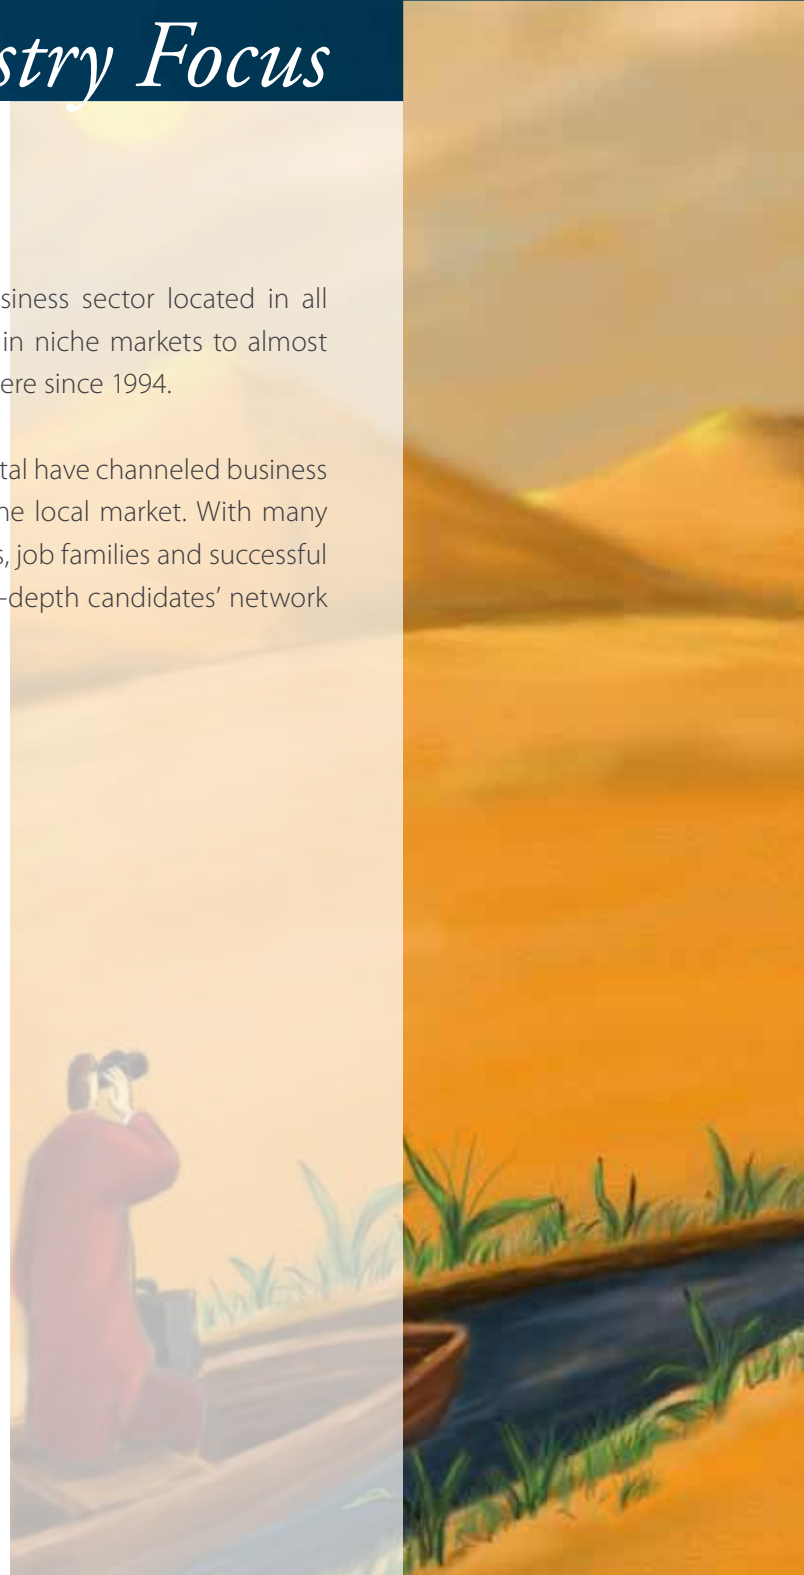 stry Focus
siness sector located in all
in niche markets to almost
ere since 1994.
tal have channeled business
ne local market. With many
s, job families and successful
-depth candidates’ network